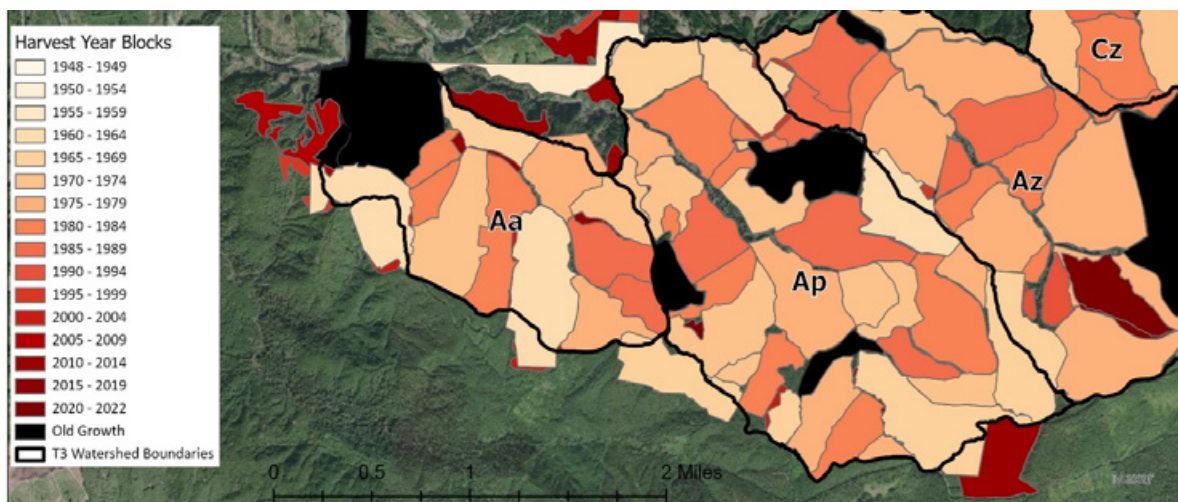 Harvest Year Blocks
1948 - 1949
1950 - 1954
1955 - 1959
1960 - 1964
1965 - 1969
1970 - 1974
1975 - 1979
1980 - 1984
1985 - 1989
1990 - 1994
1995 - 1999
2000 - 2004
2005 - 2009
2010 - 2014
2015 - 2019
2020 - 2022
Old Growth
T3 Watershed Boundaries
Aa
Ap
Az
Cz
0 0.5 1 2 Miles